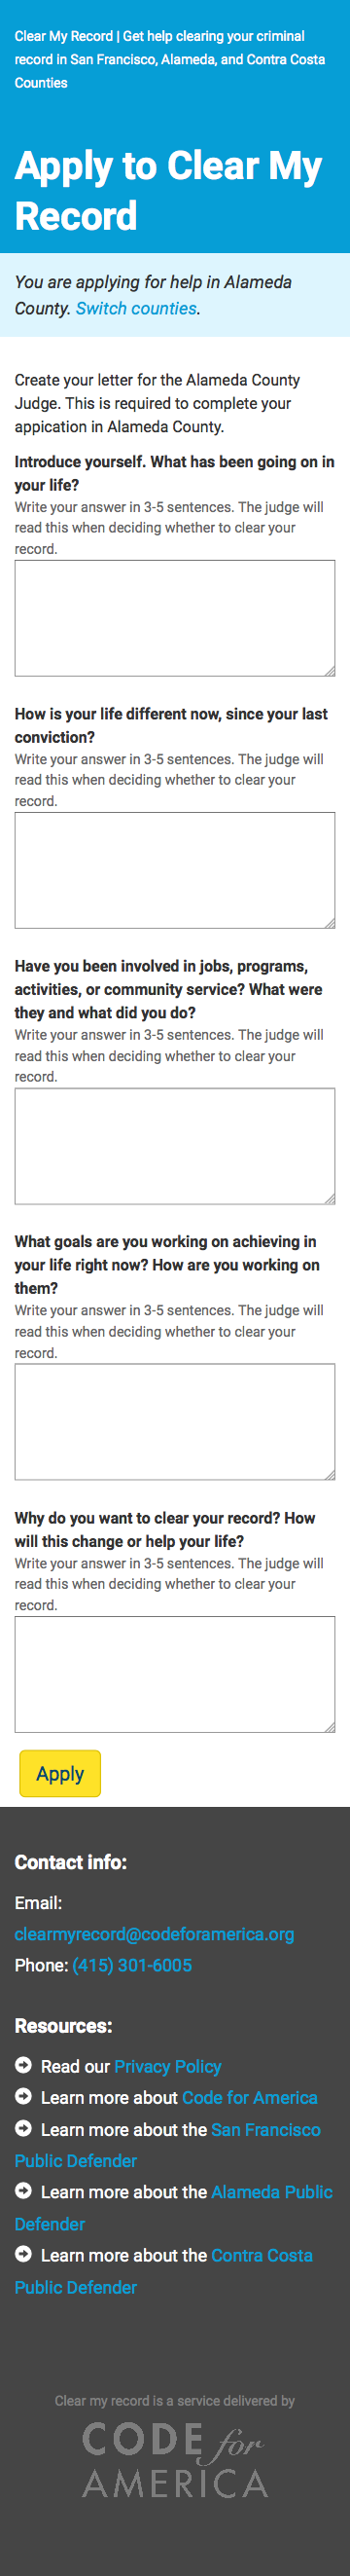 Clear My Record | Get help clearing your criminal
record in San Francisco, Alameda, and Contra Costa
Counties
Apply to Clear My
Record
You are applying for help in Alameda
County. Switch counties.
Create your letter for the Alameda County
Judge. This is required to complete your
appication in Alameda County.
Introduce yourself. What has been going on in
your life?
Write your answer in 3-5 sentences. The judge will
read this when deciding whether to clear your
record.
How is your life different now, since your last
conviction?
Write your answer in 3-5 sentences. The judge will
read this when deciding whether to clear your
record.
Have you been involved in jobs, programs,
activities, or community service? What were
they and what did you do?
Write your answer in 3-5 sentences. The judge will
read this when deciding whether to clear your
record.
What goals are you working on achieving in
your life right now? How are you working on
them?
Write your answer in 3-5 sentences. The judge will
read this when deciding whether to clear your
record.
Why do you want to clear your record? How
will this change or help your life?
Write your answer in 3-5 sentences. The judge will
read this when deciding whether to clear your
record.
Apply
Contact info:
Email:
clearmyrecord@codeforamerica.org
Phone: (415) 301-6005
Resources:
Read our Privacy Policy
Learn more about Code for America
Learn more about the San Francisco
Public Defender
Learn more about the Alameda Public
Defender
Learn more about the Contra Costa
Public Defender
Clear my record is a service delivered by
CODE for
AMERICA